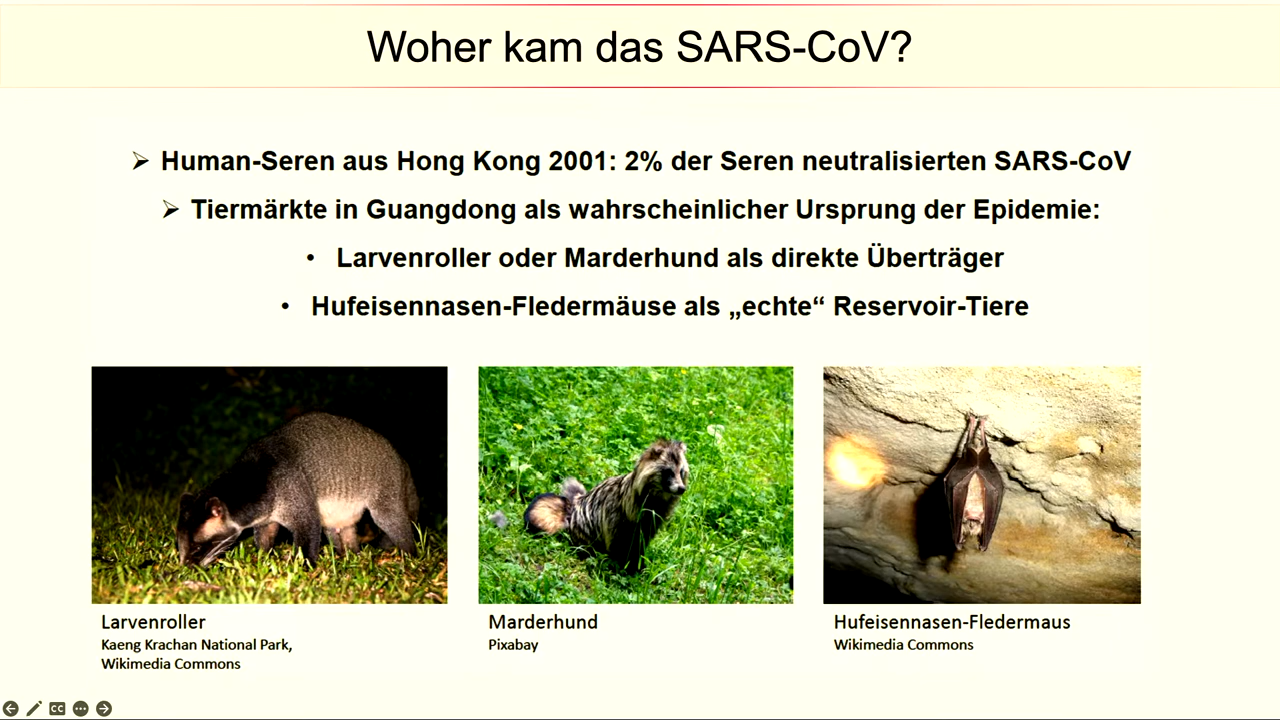 Woher kam das SARS-CoV?
➢ Human-Seren aus Hong Kong 2001: 2% der Seren neutralisierten SARS-CoV
➢ Tiermärkte in Guangdong als wahrscheinlicher Ursprung der Epidemie:
• Larvenroller oder Marderhund als direkte Überträger
• Hufeisennasen-Fledermäuse als „echte“ Reservoir-Tiere
Larvenroller
Kaeng Krachan National Park,
Wikimedia Commons
Marderhund
Pixabay
Hufeisennasen-Fledermaus
Wikimedia Commons
CC